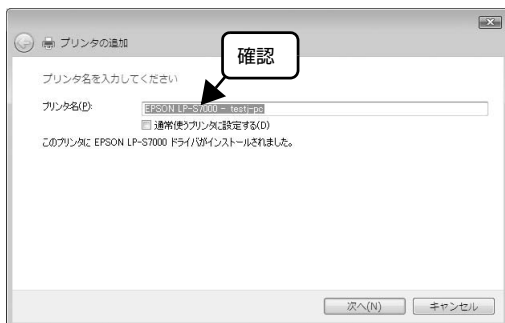 プリンタの追加
確認
プリンタ名を入力してください
プリンタ名(P):
EPSON LP-S7000 - testj-pc
通常使うプリンタに設定する(D)
このプリンタに EPSON LP-S7000 ドライバがインストールされました。
次へ(N)
キャンセル